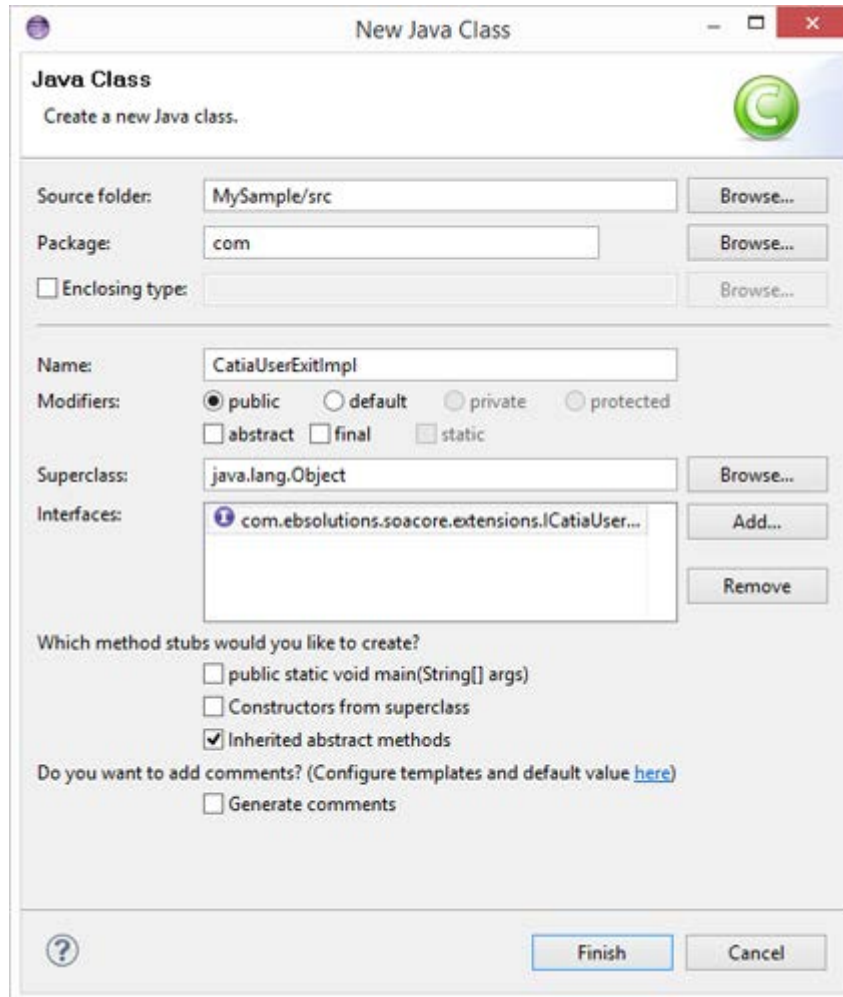 New Java Class
Java Class
Create a new Java class.
Source folder: MySample/src Browse...
Package: com Browse...
Enclosing type: Browse...
Name: CatiaUserExitImpl
Modifiers: public default private protected
abstract final static
Superclass: java.lang.Object Browse...
Interfaces: com.ebsolutions.soacore.extensions.ICatiaUser... Add...
Remove
Which method stubs would you like to create?
public static void main(String[] args)
Constructors from superclass
Inherited abstract methods
Do you want to add comments? (Configure templates and default value here)
Generate comments
Finish Cancel